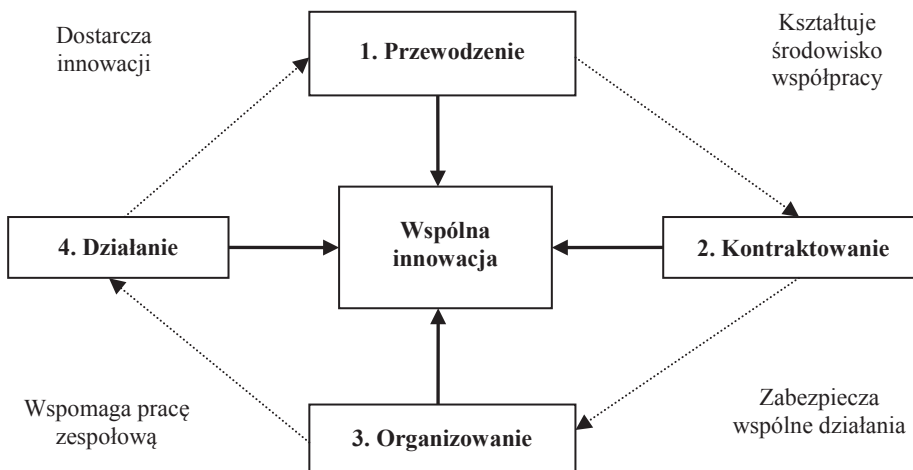 Dostarcza
innowacji
1. Przewodzenie
Kształtuje
środowisko
współpracy
4. Działanie
Wspólna
innowacja
2. Kontraktowanie
Wspomaga pracę
zespołową
3. Organizowanie
Zabezpiecza
wspólne działania